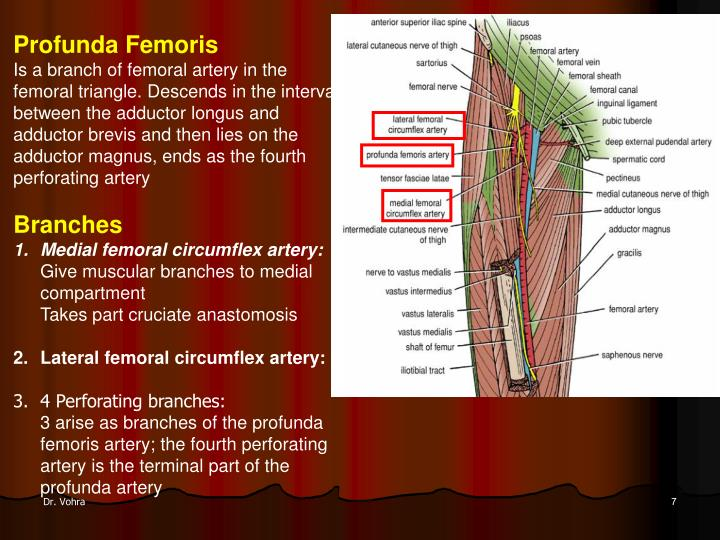 Profunda Femoris
Is a branch of femoral artery in the
femoral triangle. Descends in the interva
between the adductor longus and
adductor brevis and then lies on the
adductor magnus, ends as the fourth
perforating artery
Branches
1. Medial femoral circumflex artery:
Give muscular branches to medial
compartment
Takes part cruciate anastomosis
2. Lateral femoral circumflex artery:
3. 4 Perforating branches:
3 arise as branches of the profunda
femoris artery; the fourth perforating
artery is the terminal part of the
profunda artery
anterior superior iliac spine
lateral cutaneous nerve of thigh
sartorius
femoral nerve
lateral femoral
circumflex artery
profunda femoris artery
tensor fasciae latae
medial femoral
circumflex artery
intermediate cutaneous nerve
of thigh
nerve to vastus medialis
vastus intermedius
vastus lateralis
vastus medialis
shaft of femur
iliotibial tract
iliacus
psoas
femoral artery
femoral vein
femoral sheath
femoral canal
inguinal ligament
pubic tubercle
deep external pudendal artery
spermatic cord
pectineus
medial cutaneous nerve of thigh
adductor longus
adductor magnus
gracilis
femoral artery
saphenous nerve
Dr. Vohra
7